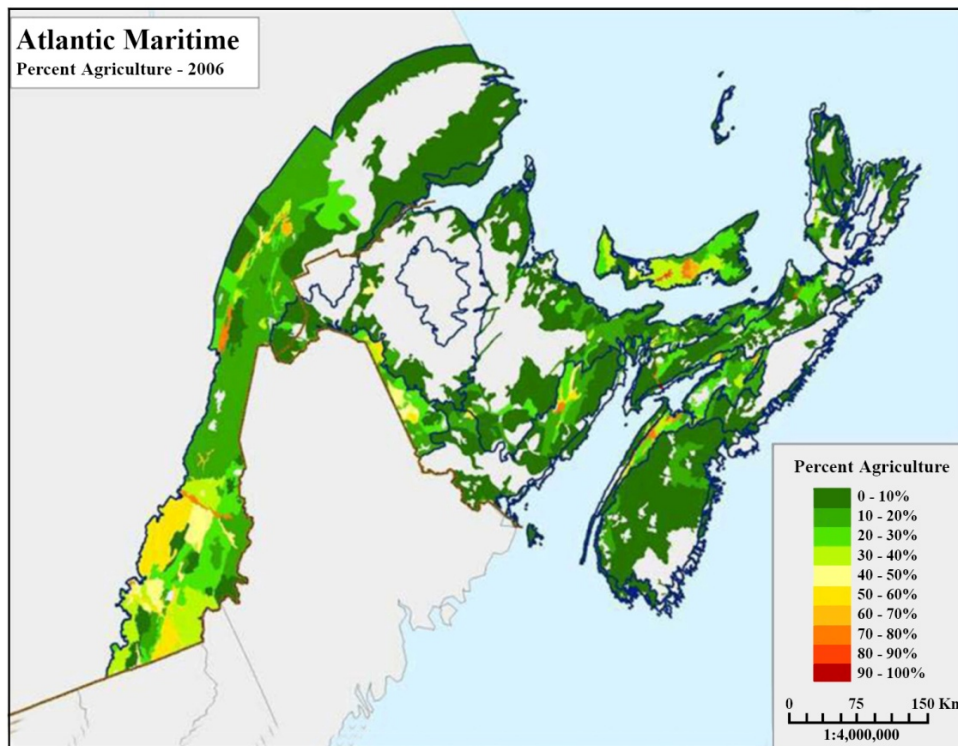 Atlantic Maritime
Percent Agriculture - 2006
Percent Agriculture
0 - 10%
10 - 20%
20 - 30%
30 - 40%
40 - 50%
50 - 60%
60 - 70%
70 - 80%
80 - 90%
90 - 100%
0 75 150 Km
1:4,000,000